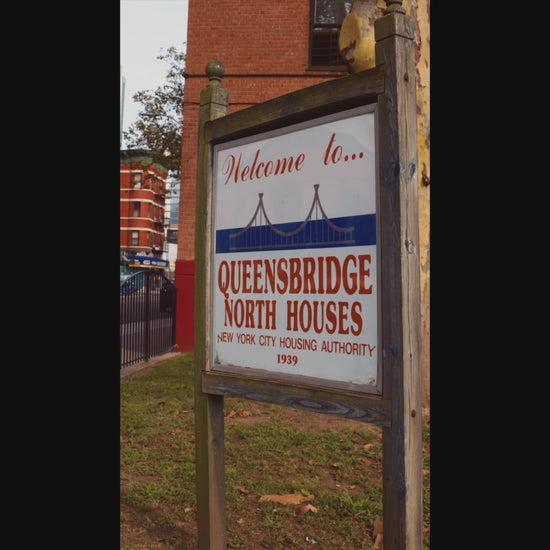 Welcome to...
QUEENSBRIDGE
NORTH HOUSES
NEW YORK CITY HOUSING AUTHORITY
1939